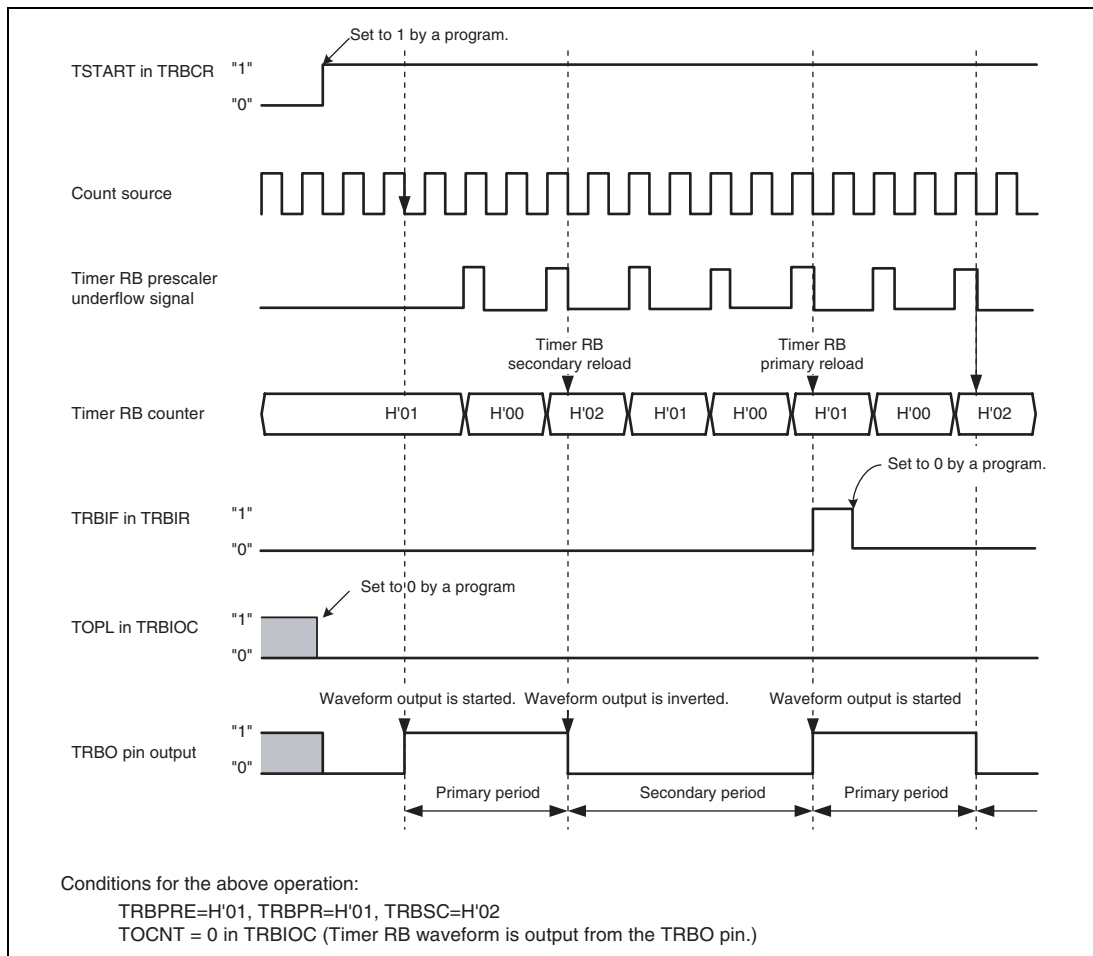 Set to 1 by a program.
TSTART in TRBCR
"1"
"0"
Count source
Timer RB prescaler
underflow signal
Timer RB
secondary reload
Timer RB
primary reload
Timer RB counter
H'01
H'00
H'02
H'01
H'00
H'01
H'00
H'02
Set to 0 by a program.
TRBIF in TRBIR
"1"
"0"
Set to 0 by a program
TOPL in TRBIOC
"1"
"0"
Waveform output is started.
Waveform output is inverted.
Waveform output is started
TRBO pin output
"1"
"0"
Primary period
Secondary period
Primary period
Conditions for the above operation:
TRBPRE=H'01, TRBPR=H'01, TRBSC=H'02
TOCNT = 0 in TRBIOC (Timer RB waveform is output from the TRBO pin.)